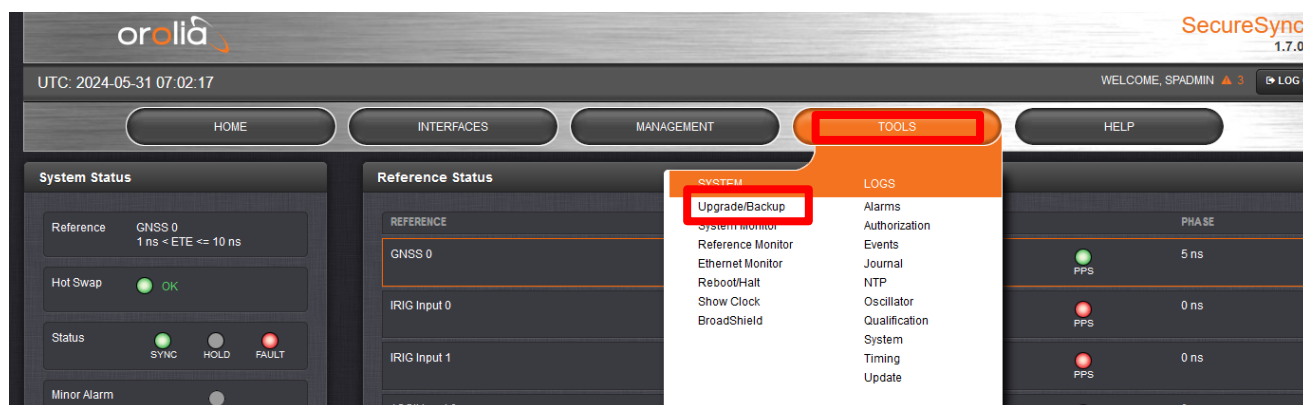 orolia
SecureSync
1.7.0
UTC: 2024-05-31 07:02:17
WELCOME, SPADMIN 3 LOG
HOME INTERFACES MANAGEMENT TOOLS HELP
System Status
Reference GNSS 0
1 ns < ETE <= 10 ns
Hot Swap OK
Status
SYNC HOLD FAULT
Minor Alarm
Reference Status
REFERENCE PHASE
GNSS 0 PPS 5 ns
IRIG Input 0 PPS 0 ns
IRIG Input 1 PPS 0 ns
SYSTEM
Upgrade/Backup
System Monitor
Reference Monitor
Ethernet Monitor
Reboot/Halt
Show Clock
BroadShield
LOGS
Alarms
Authorization
Events
Journal
NTP
Oscillator
Qualification
System
Timing
Update